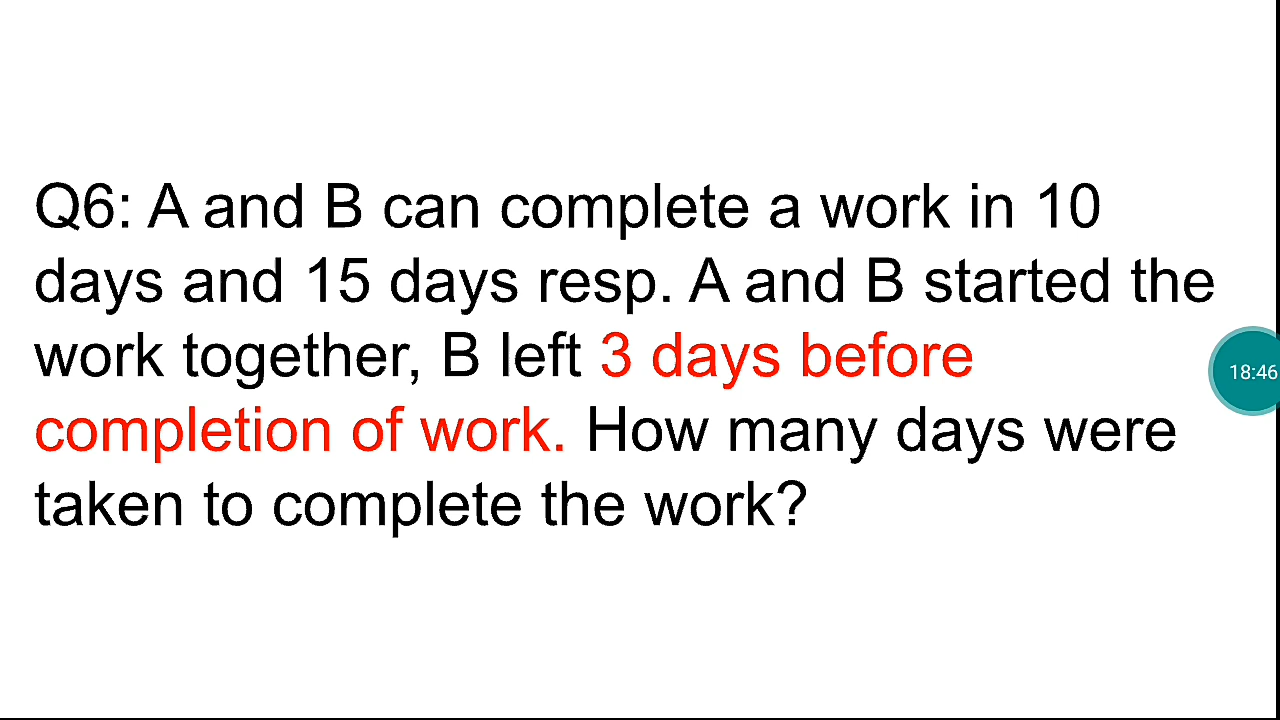 Q6: A and B can complete a work in 10
days and 15 days resp. A and B started the
work together, B left 3 days before
completion of work. How many days were
taken to complete the work?
18:46